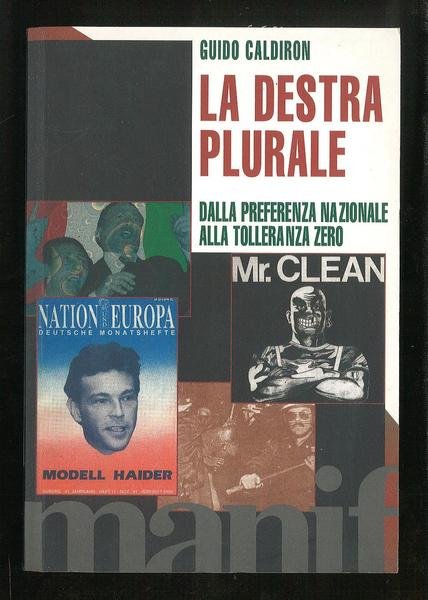 GUIDO CALDIRON
LA DESTRA
PLURALE
DALLA PREFERENZA NAZIONALE
ALLA TOLLERANZA ZERO
Mr. CLEAN
NATION EUROPA
DEUTSCHE MONATSHEFTE
MODELL HAIDER
manif